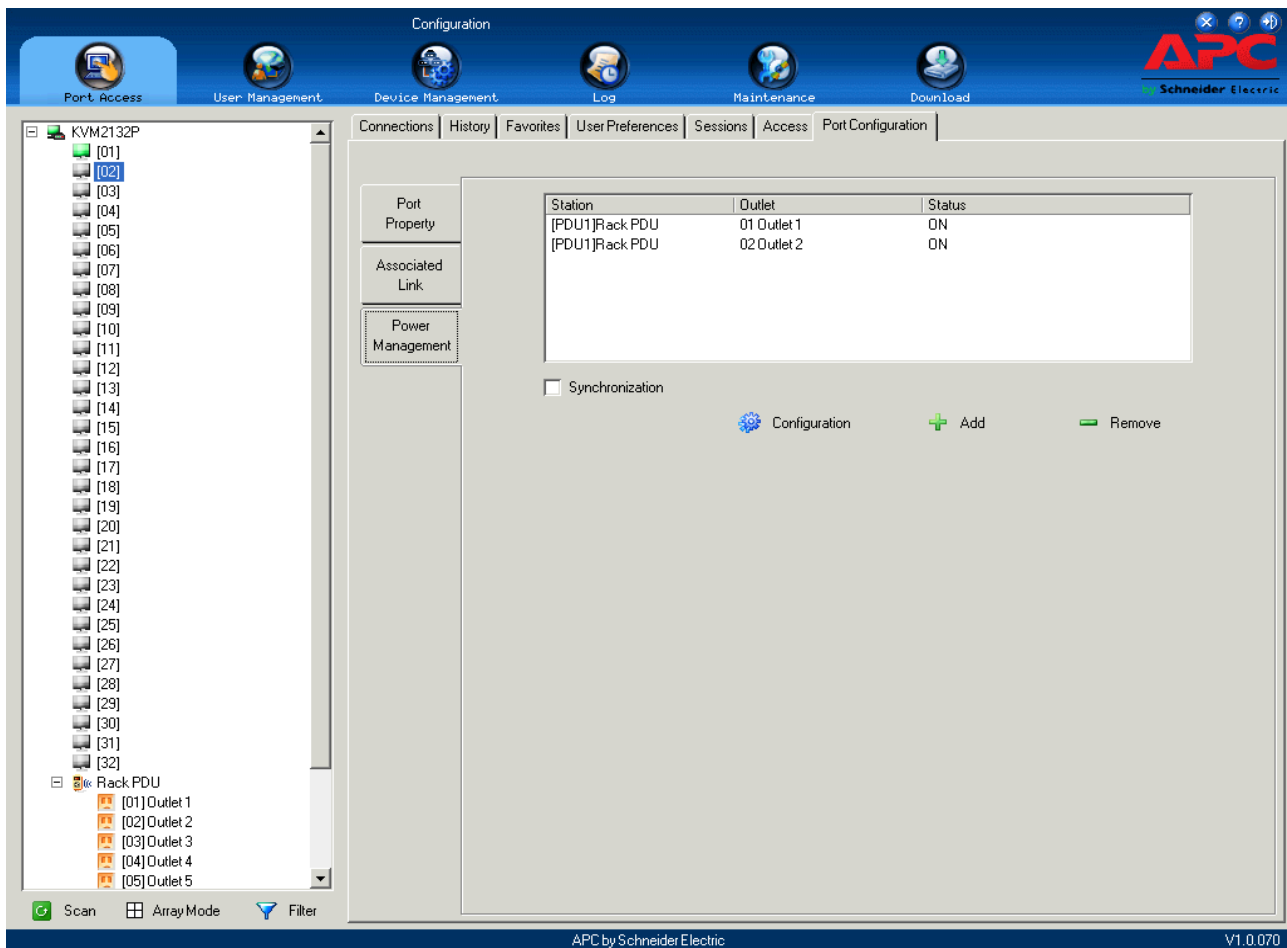 Configuration
APC
by Schneider Electric
Port Access
User Management
Device Management
Log
Maintenance
Download
Connections
History
Favorites
User Preferences
Sessions
Access
Port Configuration
KVM2132P
[01]
[02]
[03]
[04]
[05]
[06]
[07]
[08]
[09]
[10]
[11]
[12]
[13]
[14]
[15]
[16]
[17]
[18]
[19]
[20]
[21]
[22]
[23]
[24]
[25]
[26]
[27]
[28]
[29]
[30]
[31]
[32]
Rack PDU
[01] Outlet 1
[02] Outlet 2
[03] Outlet 3
[04] Outlet 4
[05] Outlet 5
Scan
Array Mode
Filter
Port
Property
Associated
Link
Power
Management
Station Outlet Status
[PDU1]Rack PDU 01 Outlet 1 ON
[PDU1]Rack PDU 02 Outlet 2 ON
Synchronization
Configuration
Add
Remove
APC by Schneider Electric
V1.0.070